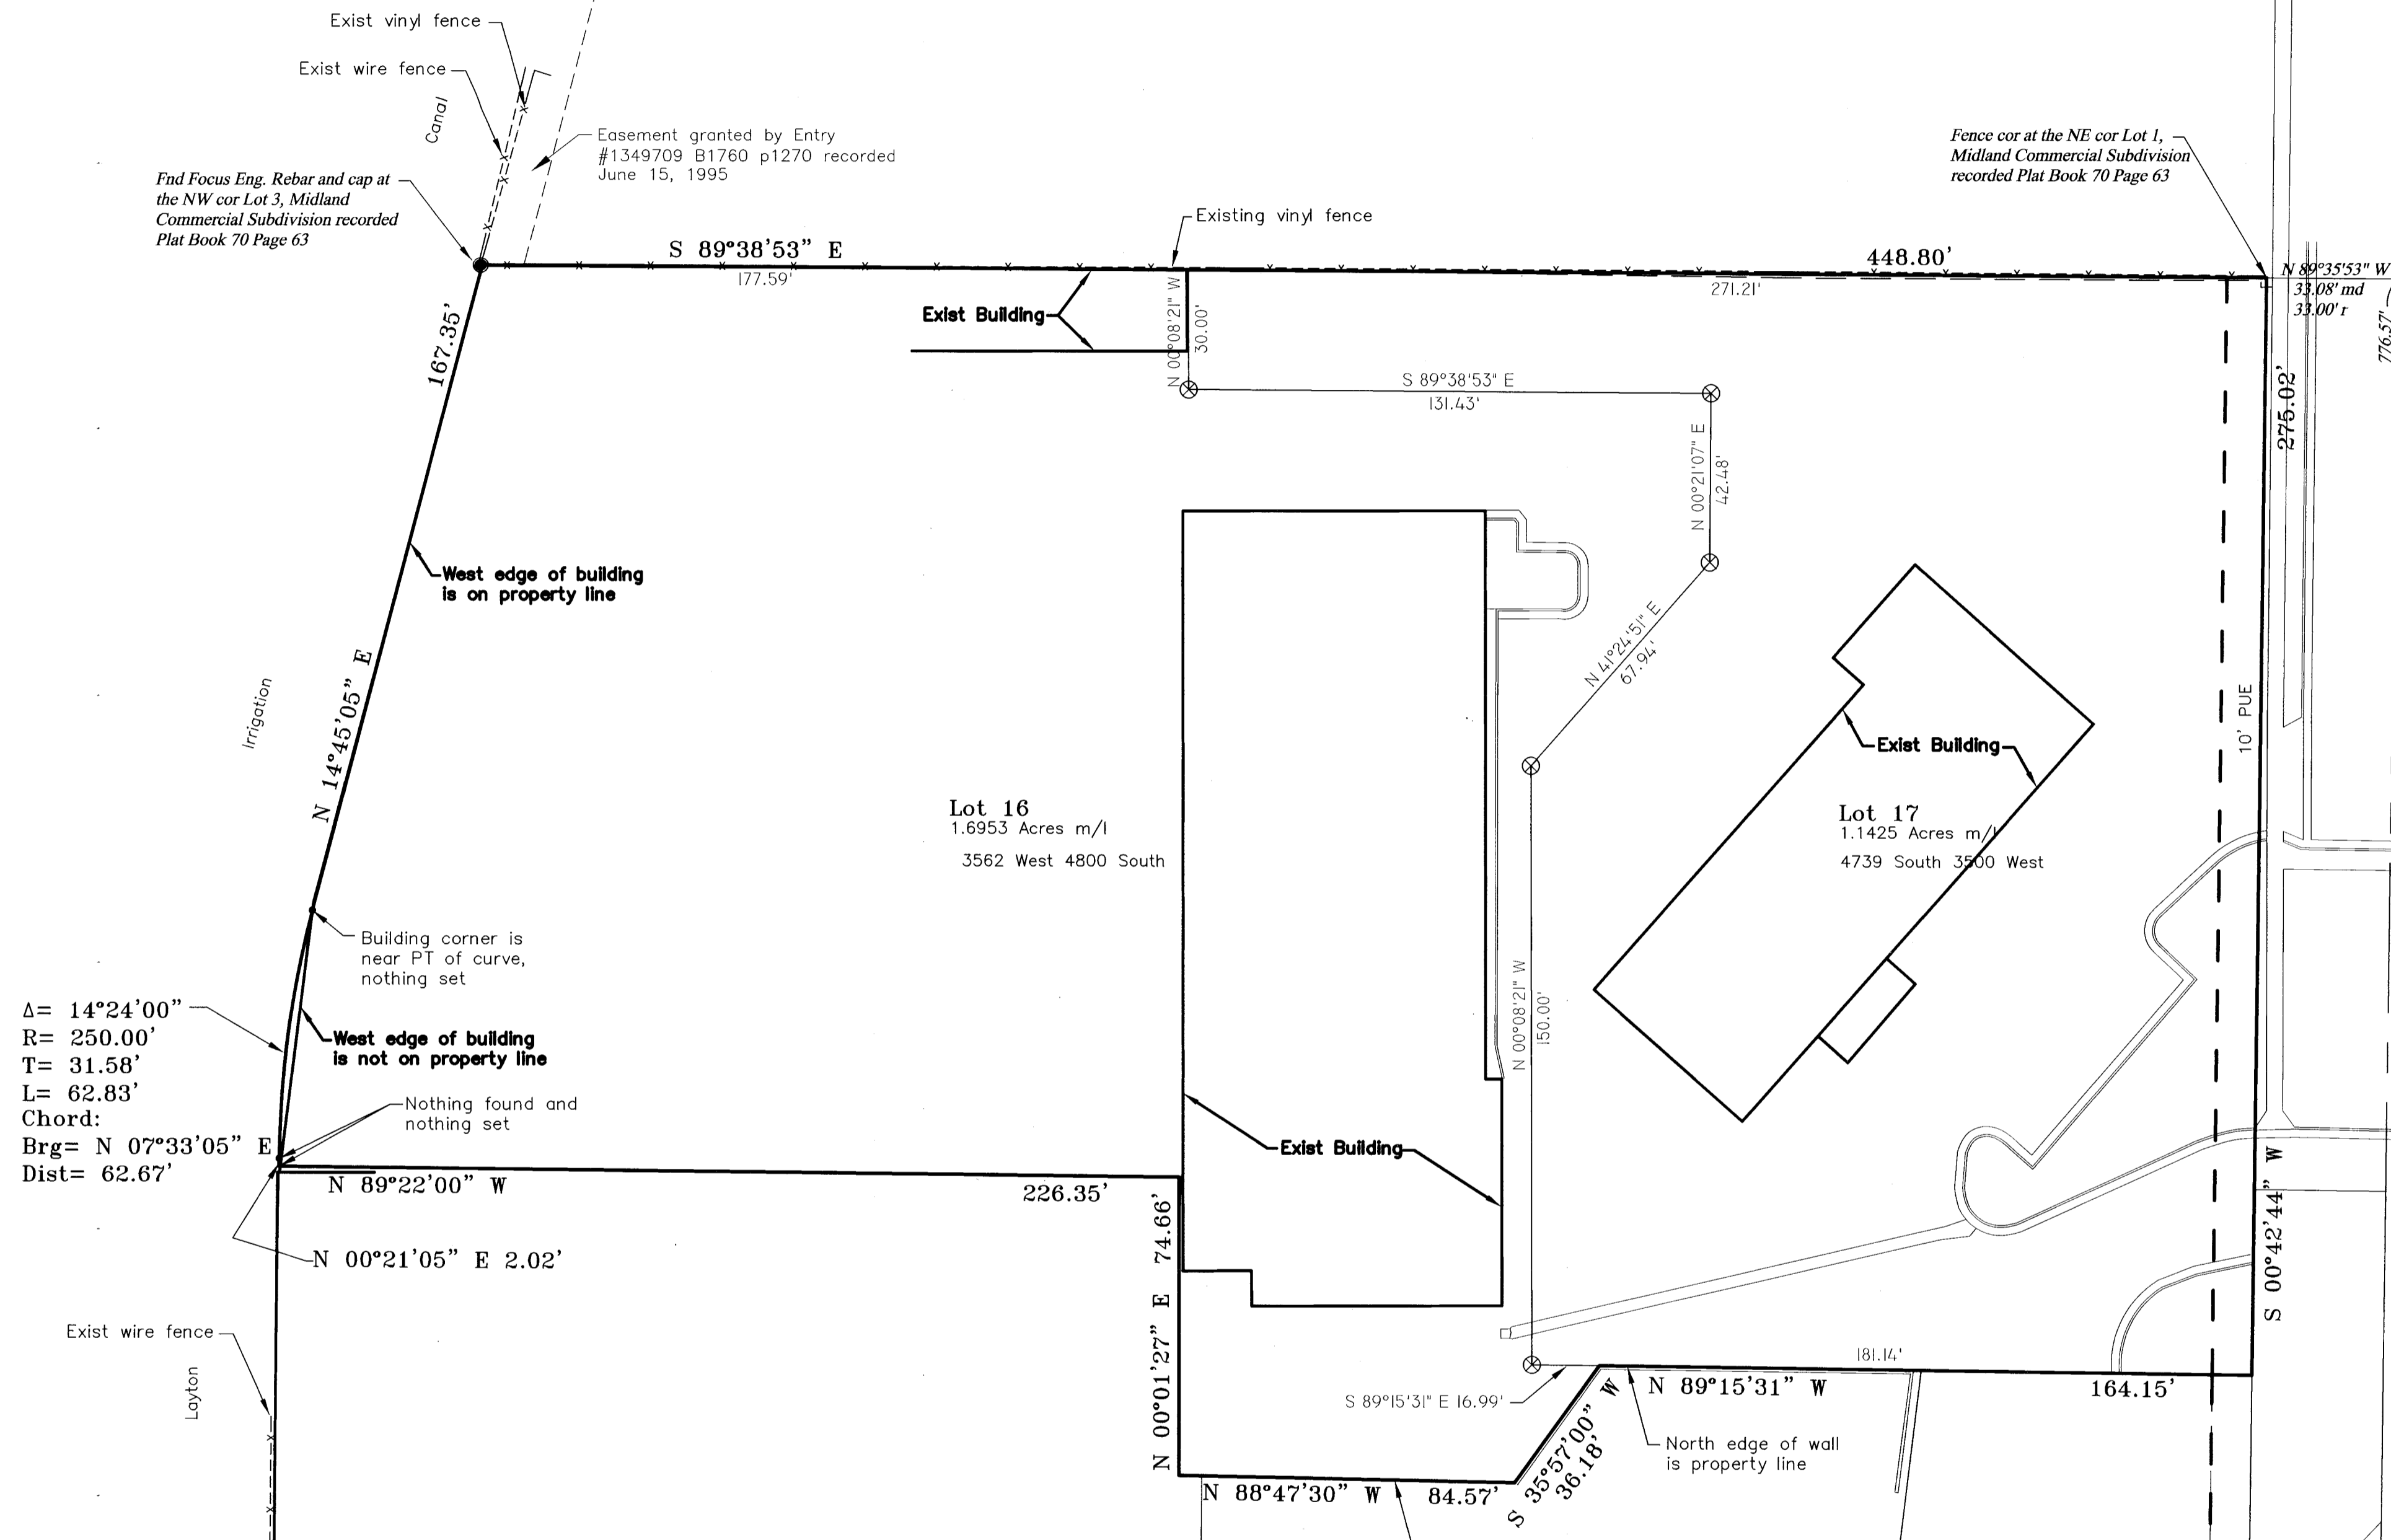 Exist vinyl fence
Exist wire fence
Canal
Easement granted by Entry
#1349709 B1760 p1270 recorded
June 15, 1995
Fnd Focus Eng. Rebar and cap at
the NW cor Lot 3, Midland
Commercial Subdivision recorded
Plat Book 70 Page 63
Fence cor at the NE cor Lot 1,
Midland Commercial Subdivision
recorded Plat Book 70 Page 63
Existing vinyl fence
S 89°38'53" E
448.80'
177.59'
271.21'
N 89°35'53" W
33.08' md
33.00' r
776.57'
Exist Building
N 00°08'21" W
30.00'
167.35'
S 89°38'53" E
131.43'
275.02'
N 00°21'07" E
42.48'
West edge of building
is on property line
N 41°24'51" E
67.94'
N 14°45'05" E
Irrigation
10' PUE
Exist Building
Lot 16
1.6953 Acres m/l
3562 West 4800 South
Lot 17
1.1425 Acres m/l
4739 South 3500 West
Building corner is
near PT of curve,
nothing set
N 00°08'21" W
150.00'
Δ= 14°24'00"
R= 250.00'
T= 31.58'
L= 62.83'
Chord:
Brg= N 07°33'05" E
Dist= 62.67'
West edge of building
is not on property line
Nothing found and
nothing set
Exist Building
N 89°22'00" W
226.35'
N 00°01'27" E 74.66'
S 00°42'44" W
N 00°21'05" E 2.02'
Exist wire fence
Layton
181.14'
S 89°15'31" E 16.99'
N 89°15'31" W
164.15'
S 35°57'00" W
36.18'
North edge of wall
is property line
N 88°47'30" W
84.57'